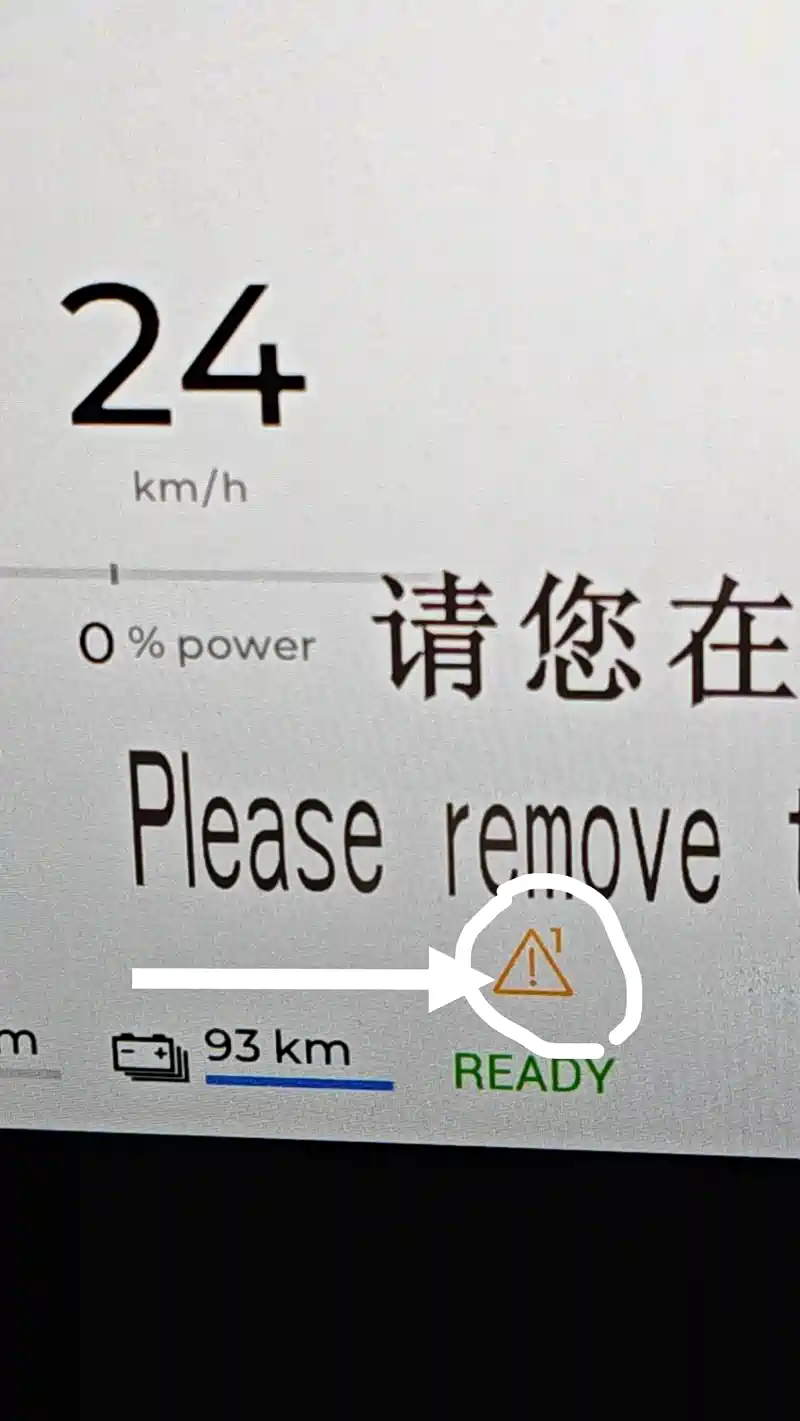 24
km/h
0 % power
请您在
Please remove
1
m
93 km
READY